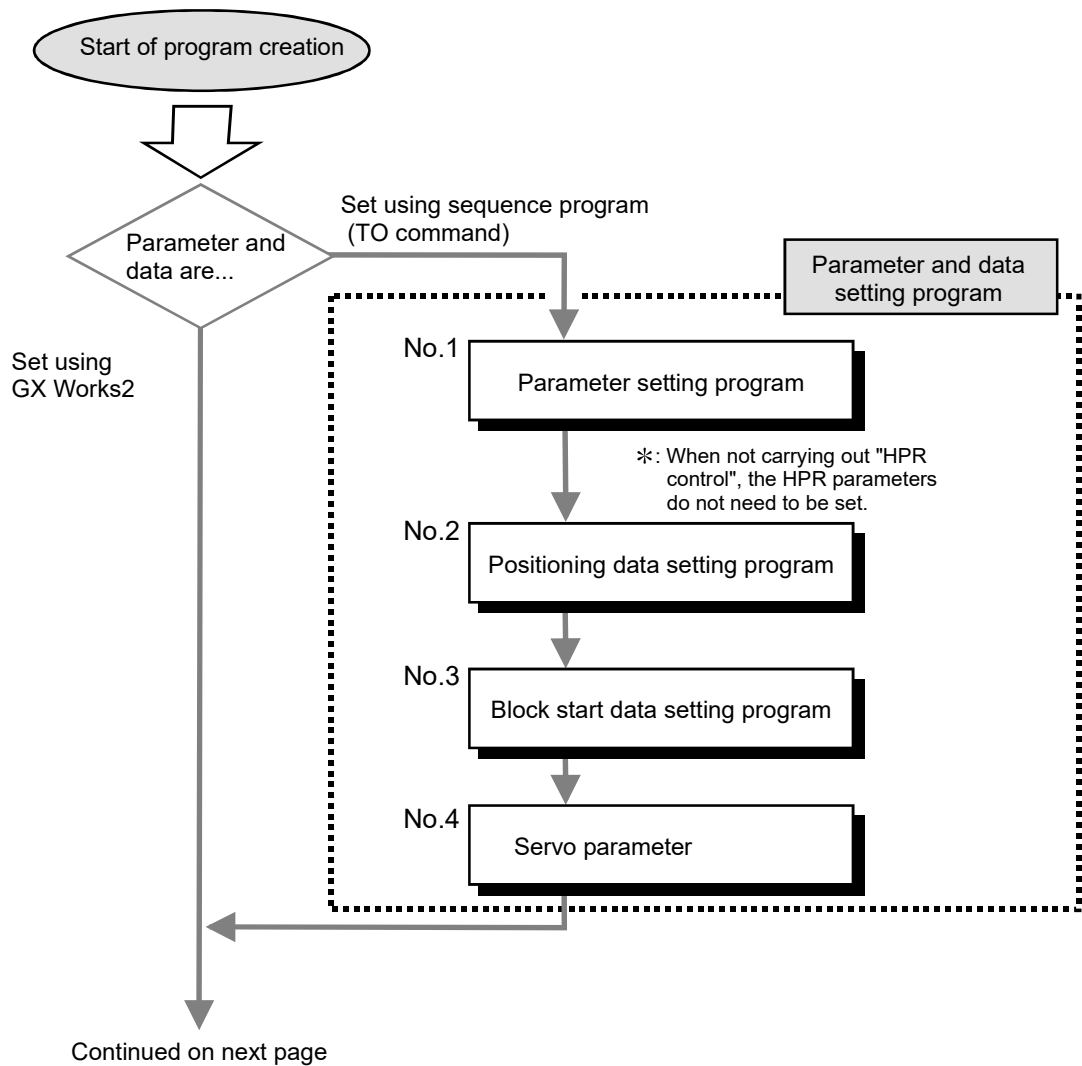 Start of program creation
Parameter and
data are...
Set using sequence program
(TO command)
Parameter and data
setting program
Set using
GX Works2
No.1
Parameter setting program
＊: When not carrying out "HPR
control", the HPR parameters
do not need to be set.
No.2
Positioning data setting program
No.3
Block start data setting program
No.4
Servo parameter
Continued on next page